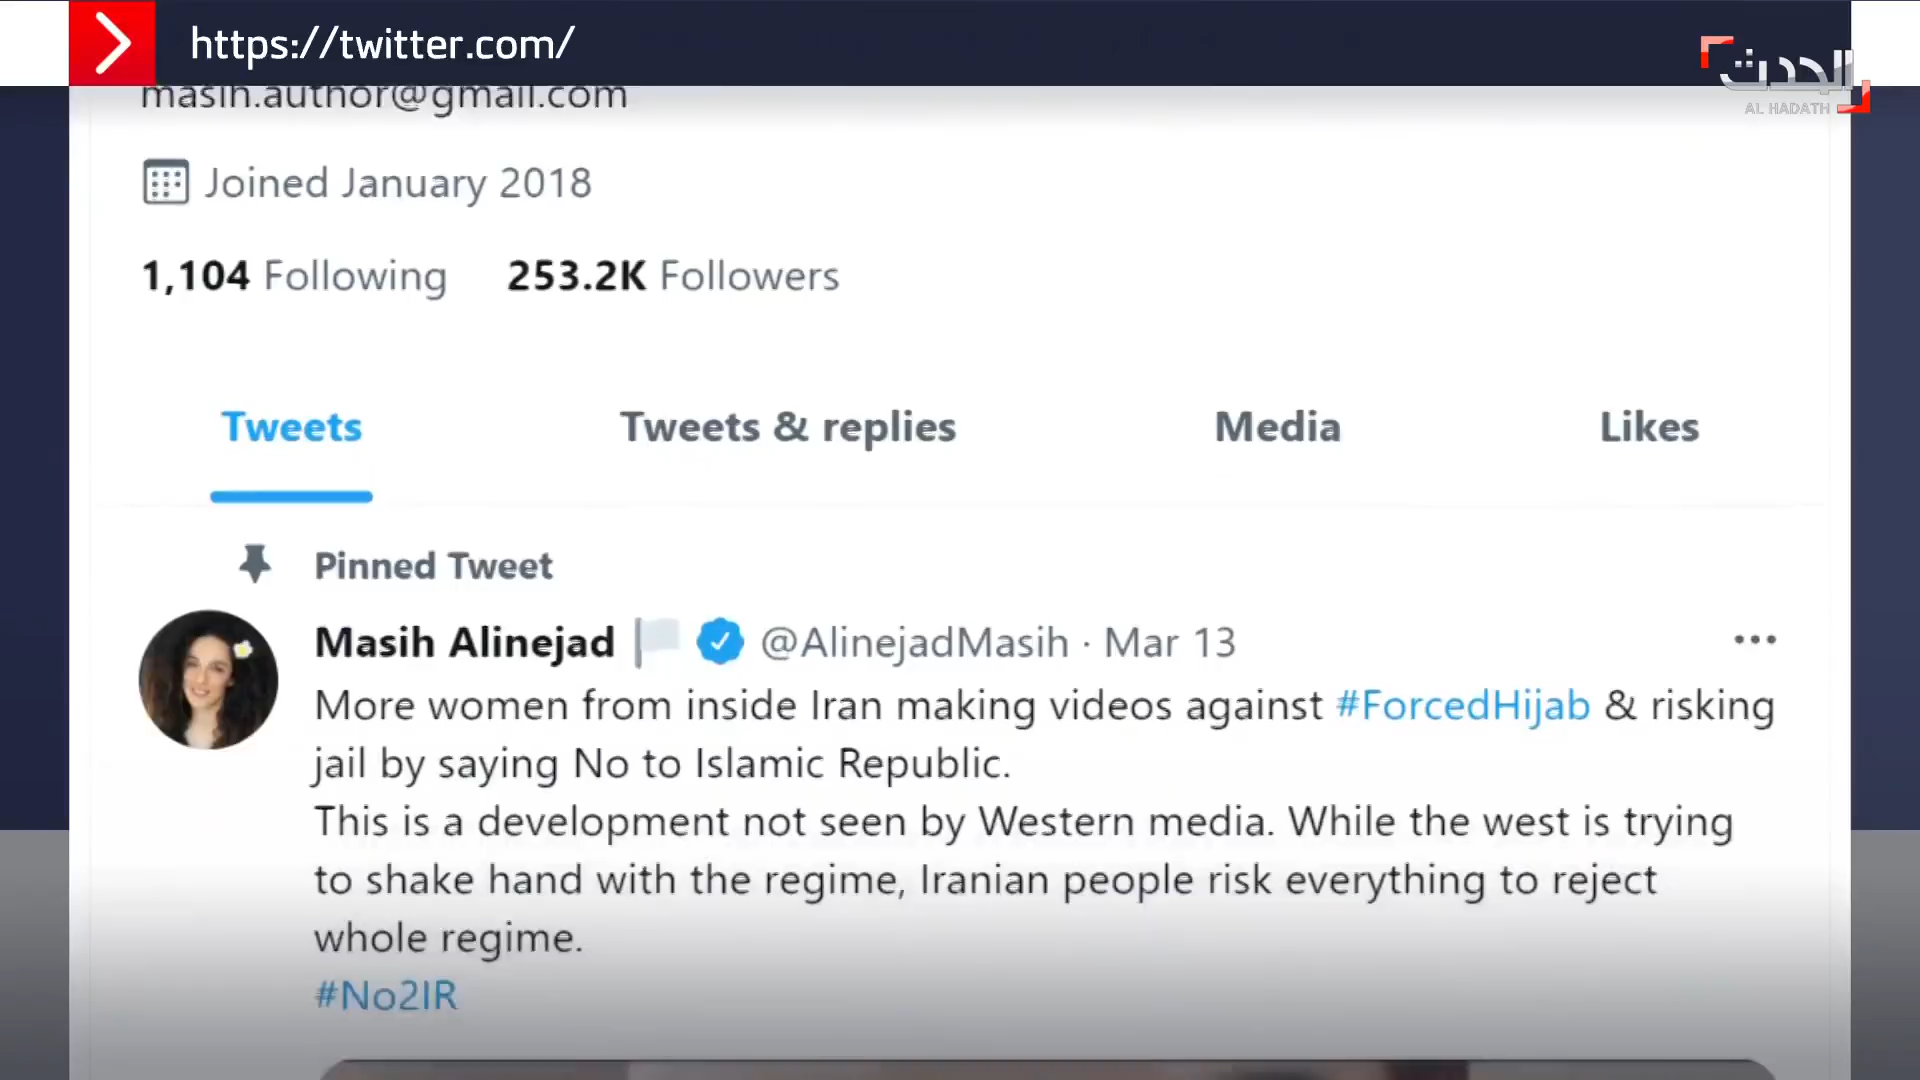 https://twitter.com/
الحدث
AL HADATH
masih.author@gmail.com
Joined January 2018
1,104 Following 253.2K Followers
Tweets Tweets & replies Media Likes
Pinned Tweet
Masih Alinejad @AlinejadMasih · Mar 13
More women from inside Iran making videos against #ForcedHijab & risking
jail by saying No to Islamic Republic.
This is a development not seen by Western media. While the west is trying
to shake hand with the regime, Iranian people risk everything to reject
whole regime.
#No2IR